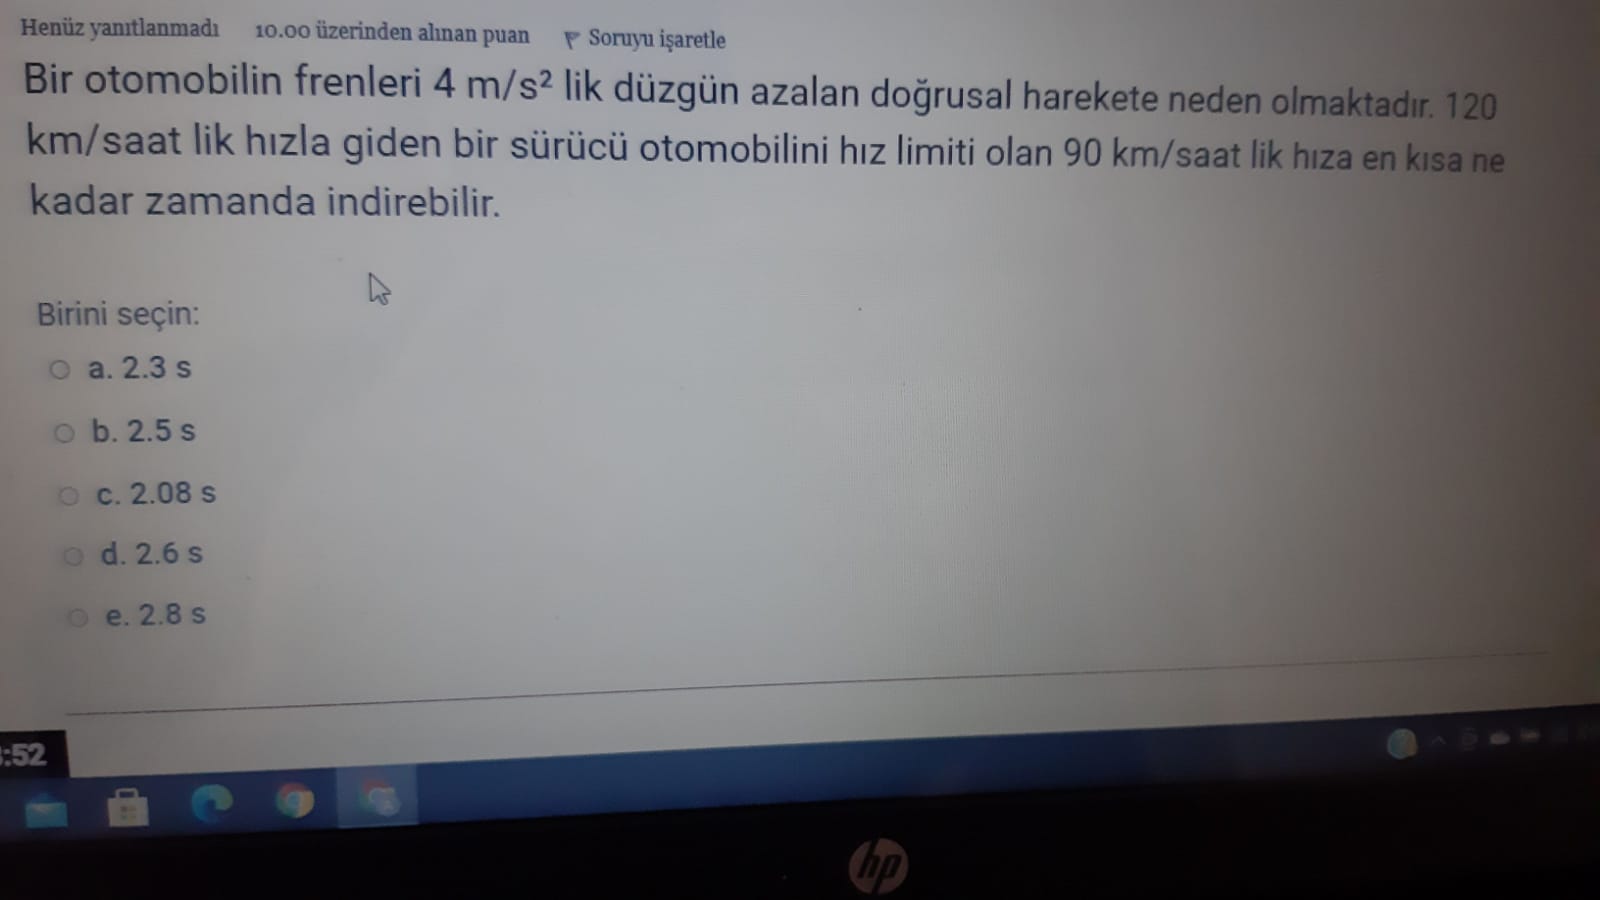 Henüz yanıtlanmadı 10.00 üzerinden alınan puan Soruyu işaretle
Bir otomobilin frenleri 4 m/s² lik düzgün azalan doğrusal harekete neden olmaktadır. 120
km/saat lik hızla giden bir sürücü otomobilini hız limiti olan 90 km/saat lik hıza en kısa ne
kadar zamanda indirebilir.
Birini seçin:
a. 2.3 s
b. 2.5 s
c. 2.08 s
d. 2.6 s
e. 2.8 s
:52
hp